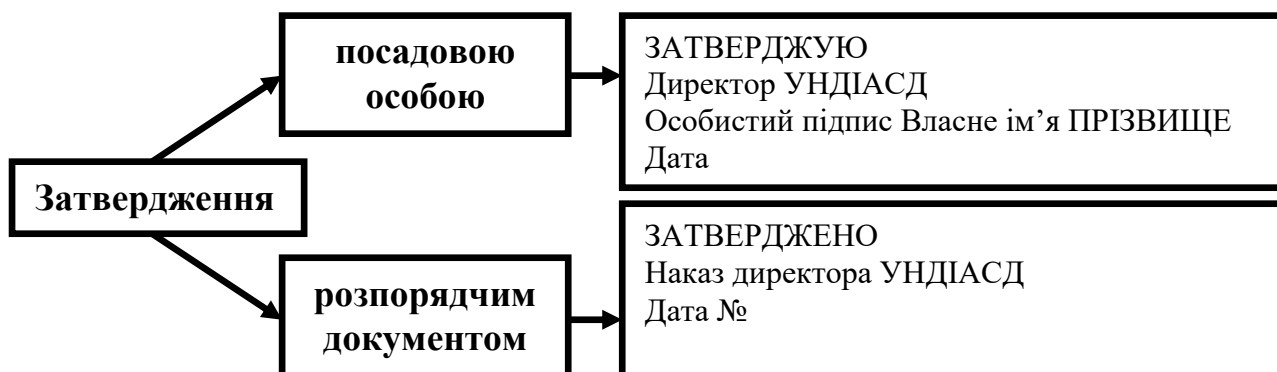 Затвердження
посадовою
особою
ЗАТВЕРДЖУЮ
Директор УНДІАСД
Особистий підпис Власне ім’я ПРІЗВИЩЕ
Дата
розпорядчим
документом
ЗАТВЕРДЖЕНО
Наказ директора УНДІАСД
Дата №